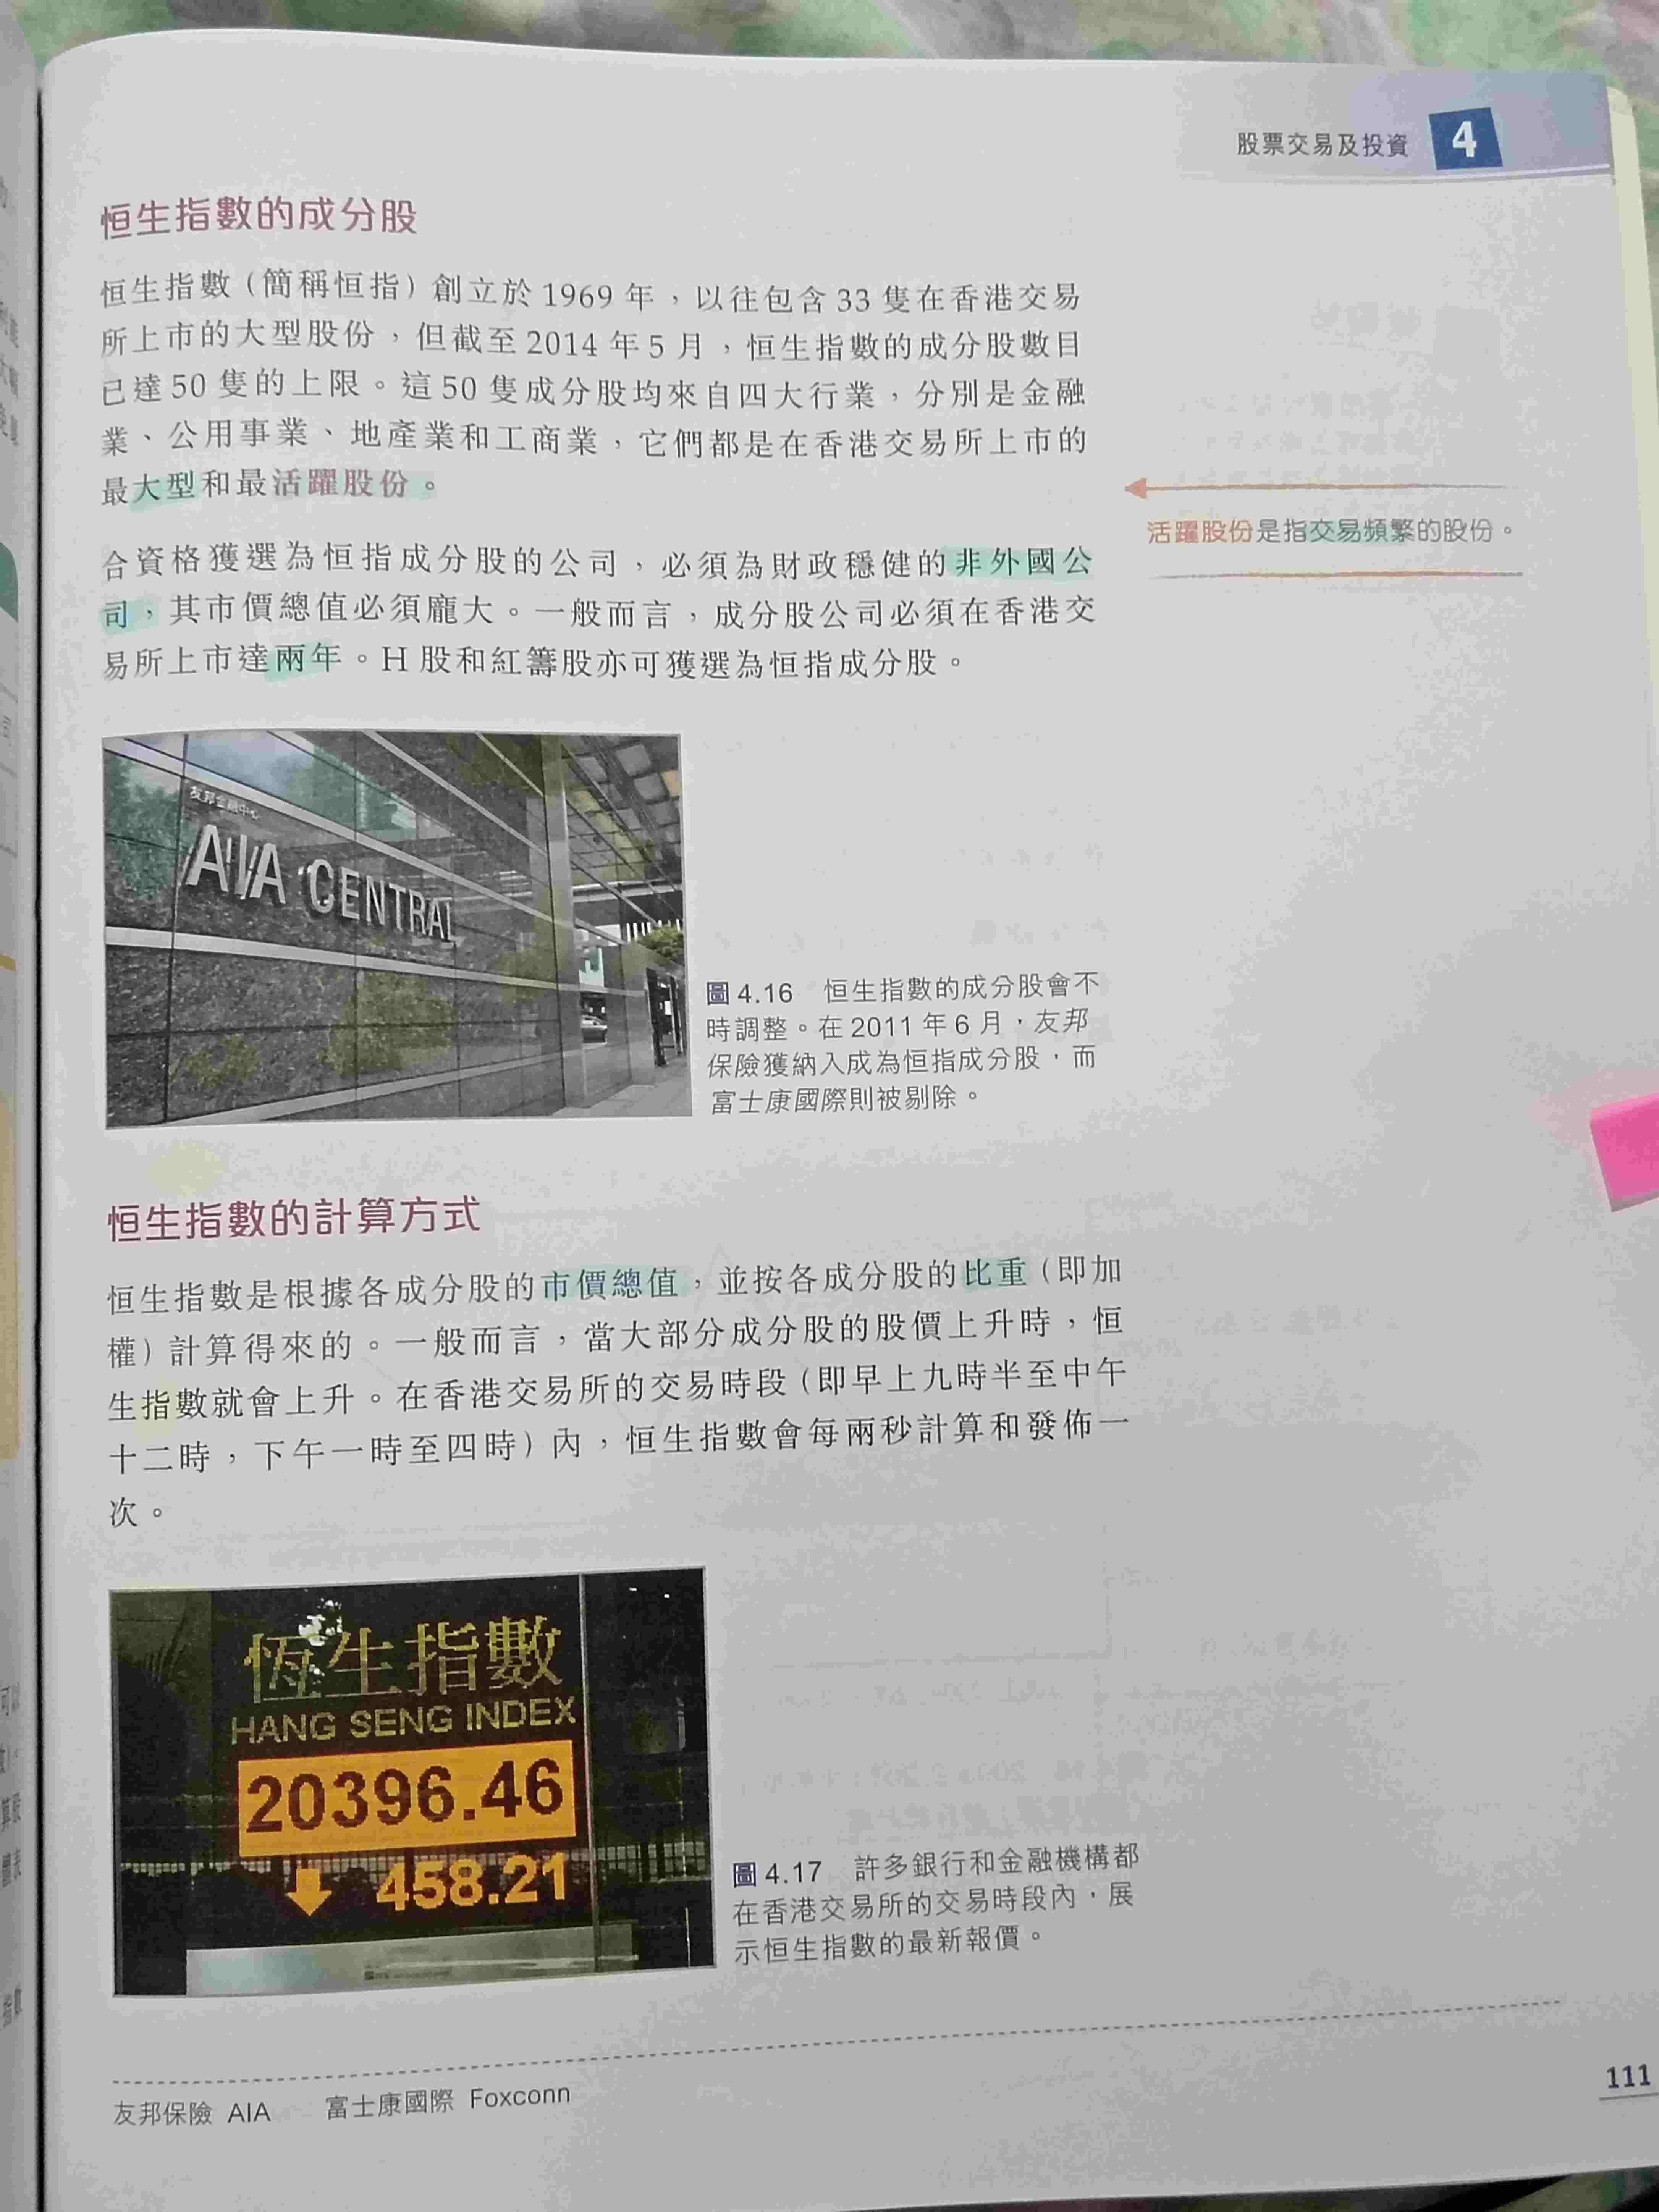 股票交易及投資 4
恒生指數的成分股
恒生指數（簡稱恒指）創立於 1969 年，以往包含 33 隻在香港交易
所上市的大型股份，但截至 2014 年 5 月，恒生指數的成分股數目
已達 50 隻的上限。這 50 隻成分股均來自四大行業，分別是金融
業、公用事業、地產業和工商業，它們都是在香港交易所上市的
最大型和最活躍股份。
活躍股份是指交易頻繁的股份。
合資格獲選為恒指成分股的公司，必須為財政穩健的非外國公
司，其市價總值必須龐大。一般而言，成分股公司必須在香港交
易所上市達兩年。H 股和紅籌股亦可獲選為恒指成分股。
友邦金融中心
AIA CENTRAL
圖 4.16 恒生指數的成分股會不
時調整。在 2011 年 6 月，友邦
保險獲納入成為恒指成分股，而
富士康國際則被剔除。
恒生指數的計算方式
恒生指數是根據各成分股的市價總值，並按各成分股的比重（即加
權）計算得來的。一般而言，當大部分成分股的股價上升時，恒
生指數就會上升。在香港交易所的交易時段（即早上九時半至中午
十二時，下午一時至四時）內，恒生指數會每兩秒計算和發佈一
次。
恆生指數
HANG SENG INDEX
20396.46
458.21
圖 4.17 許多銀行和金融機構都
在香港交易所的交易時段內，展
示恒生指數的最新報價。
友邦保險 AIA 富士康國際 Foxconn
111